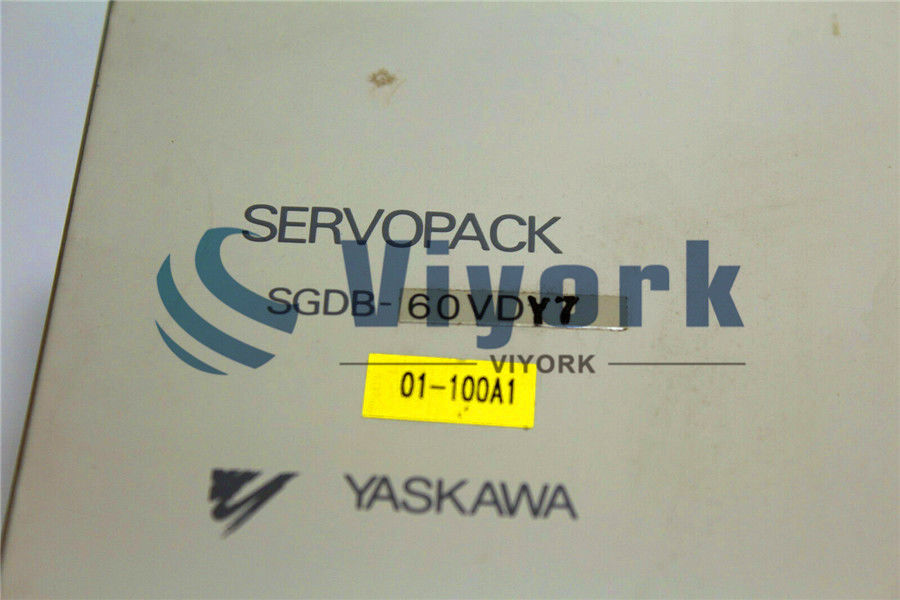 SERVOPACK
Viyork
SGDB-60VDY7
VIYORK
01-100A1
YASKAWA